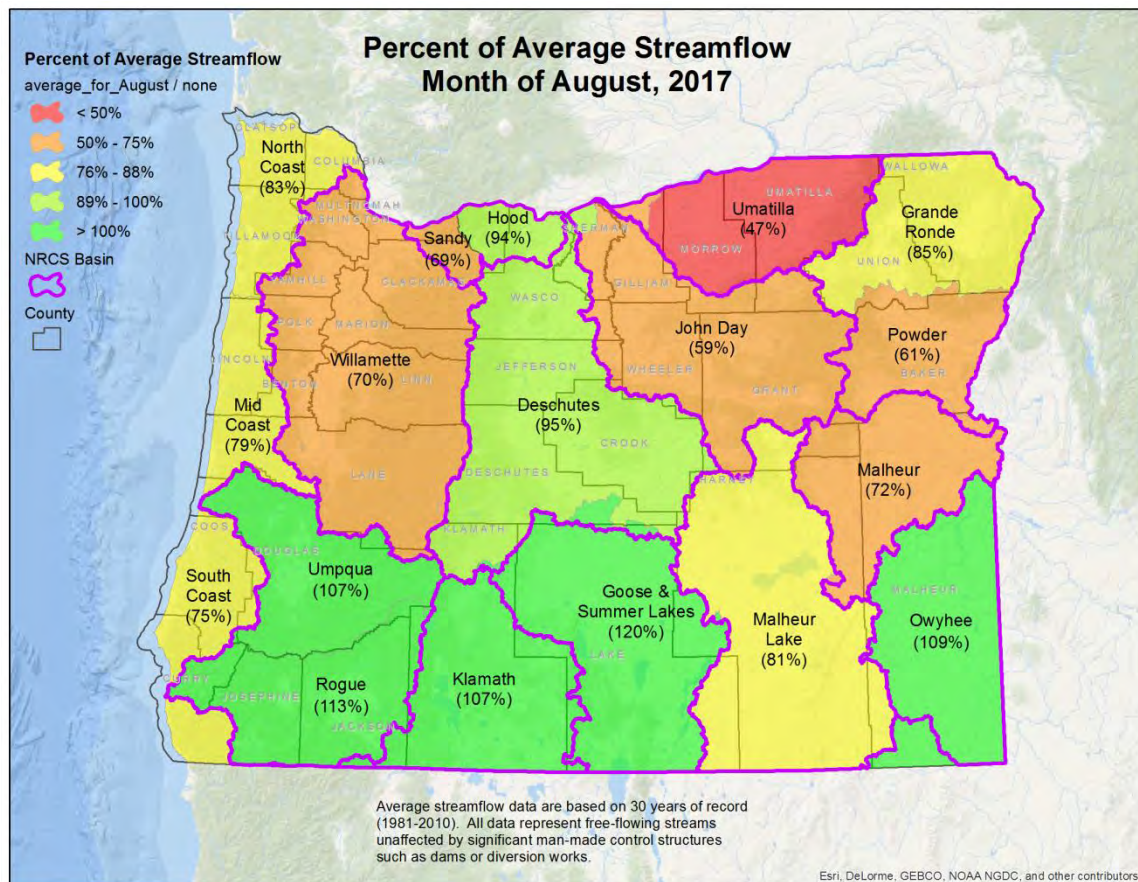 Percent of Average Streamflow
Month of August, 2017
Percent of Average Streamflow
average_for_August / none
< 50%
50% - 75%
76% - 88%
89% - 100%
> 100%
NRCS Basin
County
CLATSOP
North
Coast
(83%)
COLUMBIA
MULTNOMAH
WASHINGTON
TILLAMOOK
YAMHILL
CLACKAMAS
Sandy
(69%)
Hood
(94%)
SHERMAN
UMATILLA
Umatilla
(47%)
MORROW
WALLOWA
Grande
Ronde
(85%)
UNION
GILLIAM
WASCO
POLK
MARION
Willamette
(70%)
LINN
LINCOLN
BENTON
JEFFERSON
John Day
(59%)
WHEELER
GRANT
Powder
(61%)
BAKER
Mid
Coast
(79%)
Deschutes
(95%)
CROOK
LANE
DESCHUTES
HARNEY
Malheur
(72%)
COOS
DOUGLAS
KLAMATH
Umpqua
(107%)
South
Coast
(75%)
Goose &
Summer Lakes
(120%)
LAKE
Malheur
Lake
(81%)
MALHEUR
Owyhee
(109%)
CURRY
JOSEPHINE
Rogue
(113%)
JACKSON
Klamath
(107%)
Average streamflow data are based on 30 years of record
(1981-2010).  All data represent free-flowing streams
unaffected by significant man-made control structures
such as dams or diversion works.
Esri, DeLorme, GEBCO, NOAA NGDC, and other contributors